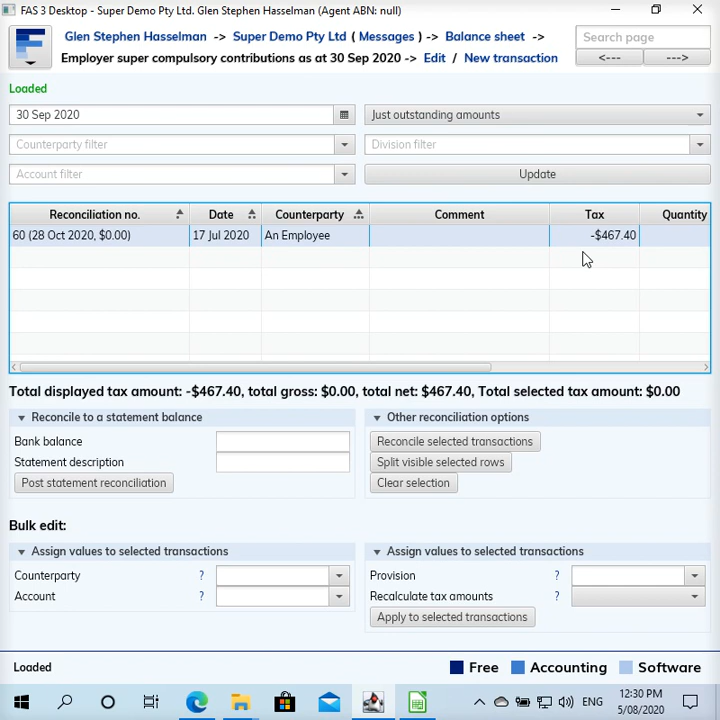 FAS 3 Desktop - Super Demo Pty Ltd. Glen Stephen Hasselman (Agent ABN: null)
Glen Stephen Hasselman -> Super Demo Pty Ltd ( Messages ) -> Balance sheet ->
Employer super compulsory contributions as at 30 Sep 2020 -> Edit / New transaction
Search page
<--- --->
Loaded
30 Sep 2020 Just outstanding amounts
Counterparty filter Division filter
Account filter Update
Reconciliation no. Date Counterparty Comment Tax Quantity
60 (28 Oct 2020, $0.00) 17 Jul 2020 An Employee -$467.40
Total displayed tax amount: -$467.40, total gross: $0.00, total net: $467.40, Total selected tax amount: $0.00
Reconcile to a statement balance Other reconciliation options
Bank balance Reconcile selected transactions
Statement description Split visible selected rows
Post statement reconciliation Clear selection
Bulk edit:
Assign values to selected transactions Assign values to selected transactions
Counterparty ? Provision ?
Account ? Recalculate tax amounts ?
Apply to selected transactions
Loaded Free Accounting Software
ENG 12:30 PM
5/08/2020